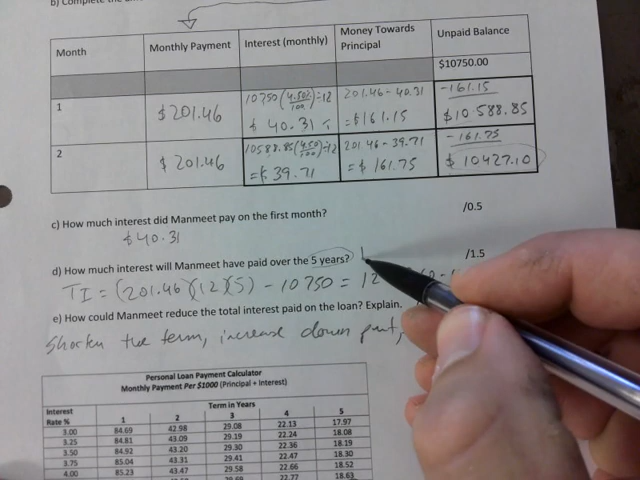 b) Complete the
Month Monthly Payment Interest (monthly) Money Towards Principal Unpaid Balance
$10750.00
1 $201.46 10750(4.50%/100)÷12 201.46-40.31 -161.15
$40.31 =$161.15 $10588.85
2 $201.46 10588.85(4.50/100)÷12 201.46-39.71 -161.75
=$39.71 =$161.75 $10427.10
c) How much interest did Manmeet pay on the first month? /0.5
$40.31
d) How much interest will Manmeet have paid over the 5 years? /1.5
TI=(201.46)(12)(5) - 10750 = 12
e) How could Manmeet reduce the total interest paid on the loan? Explain.
Shorten the term, increase down pmt,
Personal Loan Payment Calculator
Monthly Payment Per $1000 (Principal + Interest)
Interest Rate % Term in Years
1 2 3 4 5
3.00 84.69 42.98 29.08 22.13 17.97
3.25 84.81 43.09 29.19 22.24 18.08
3.50 84.92 43.20 29.30 22.36 18.19
3.75 85.04 43.31 29.41 22.47 18.30
4.00 85.23 43.47 29.58 22.66 18.52
22.77 18.63